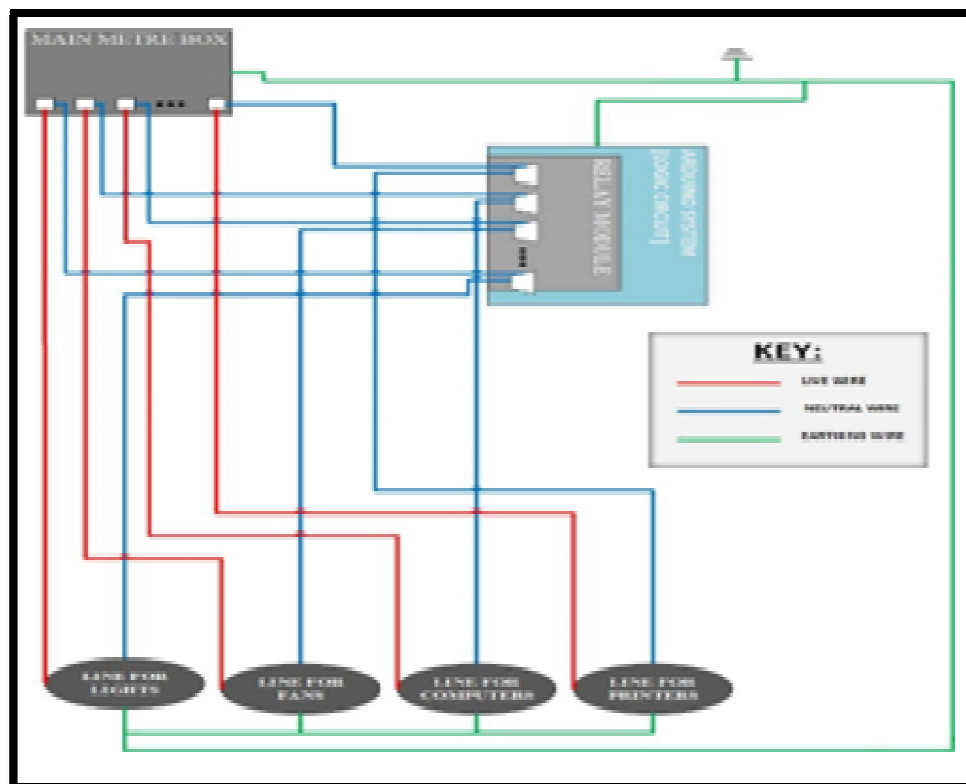 MAIN METRE BOX
RELAY MODULE
ARDUINO SYSTEM
[LOGIC CIRCUIT]
KEY:
LIVE WIRE
NEUTRAL WIRE
EARTHING WIRE
LINE FOR
LIGHTS
LINE FOR
FANS
LINE FOR
COMPUTERS
LINE FOR
PRINTERS